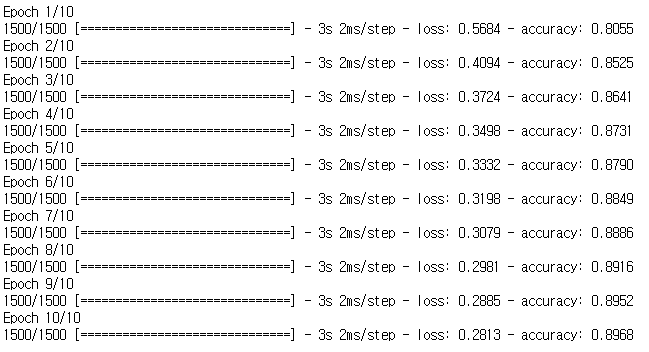 Epoch 1/10
1500/1500 [==============================] - 3s 2ms/step - loss: 0.5684 - accuracy: 0.8055
Epoch 2/10
1500/1500 [==============================] - 3s 2ms/step - loss: 0.4094 - accuracy: 0.8525
Epoch 3/10
1500/1500 [==============================] - 3s 2ms/step - loss: 0.3724 - accuracy: 0.8641
Epoch 4/10
1500/1500 [==============================] - 3s 2ms/step - loss: 0.3498 - accuracy: 0.8731
Epoch 5/10
1500/1500 [==============================] - 3s 2ms/step - loss: 0.3332 - accuracy: 0.8790
Epoch 6/10
1500/1500 [==============================] - 3s 2ms/step - loss: 0.3198 - accuracy: 0.8849
Epoch 7/10
1500/1500 [==============================] - 3s 2ms/step - loss: 0.3079 - accuracy: 0.8886
Epoch 8/10
1500/1500 [==============================] - 3s 2ms/step - loss: 0.2981 - accuracy: 0.8916
Epoch 9/10
1500/1500 [==============================] - 3s 2ms/step - loss: 0.2885 - accuracy: 0.8952
Epoch 10/10
1500/1500 [==============================] - 3s 2ms/step - loss: 0.2813 - accuracy: 0.8968